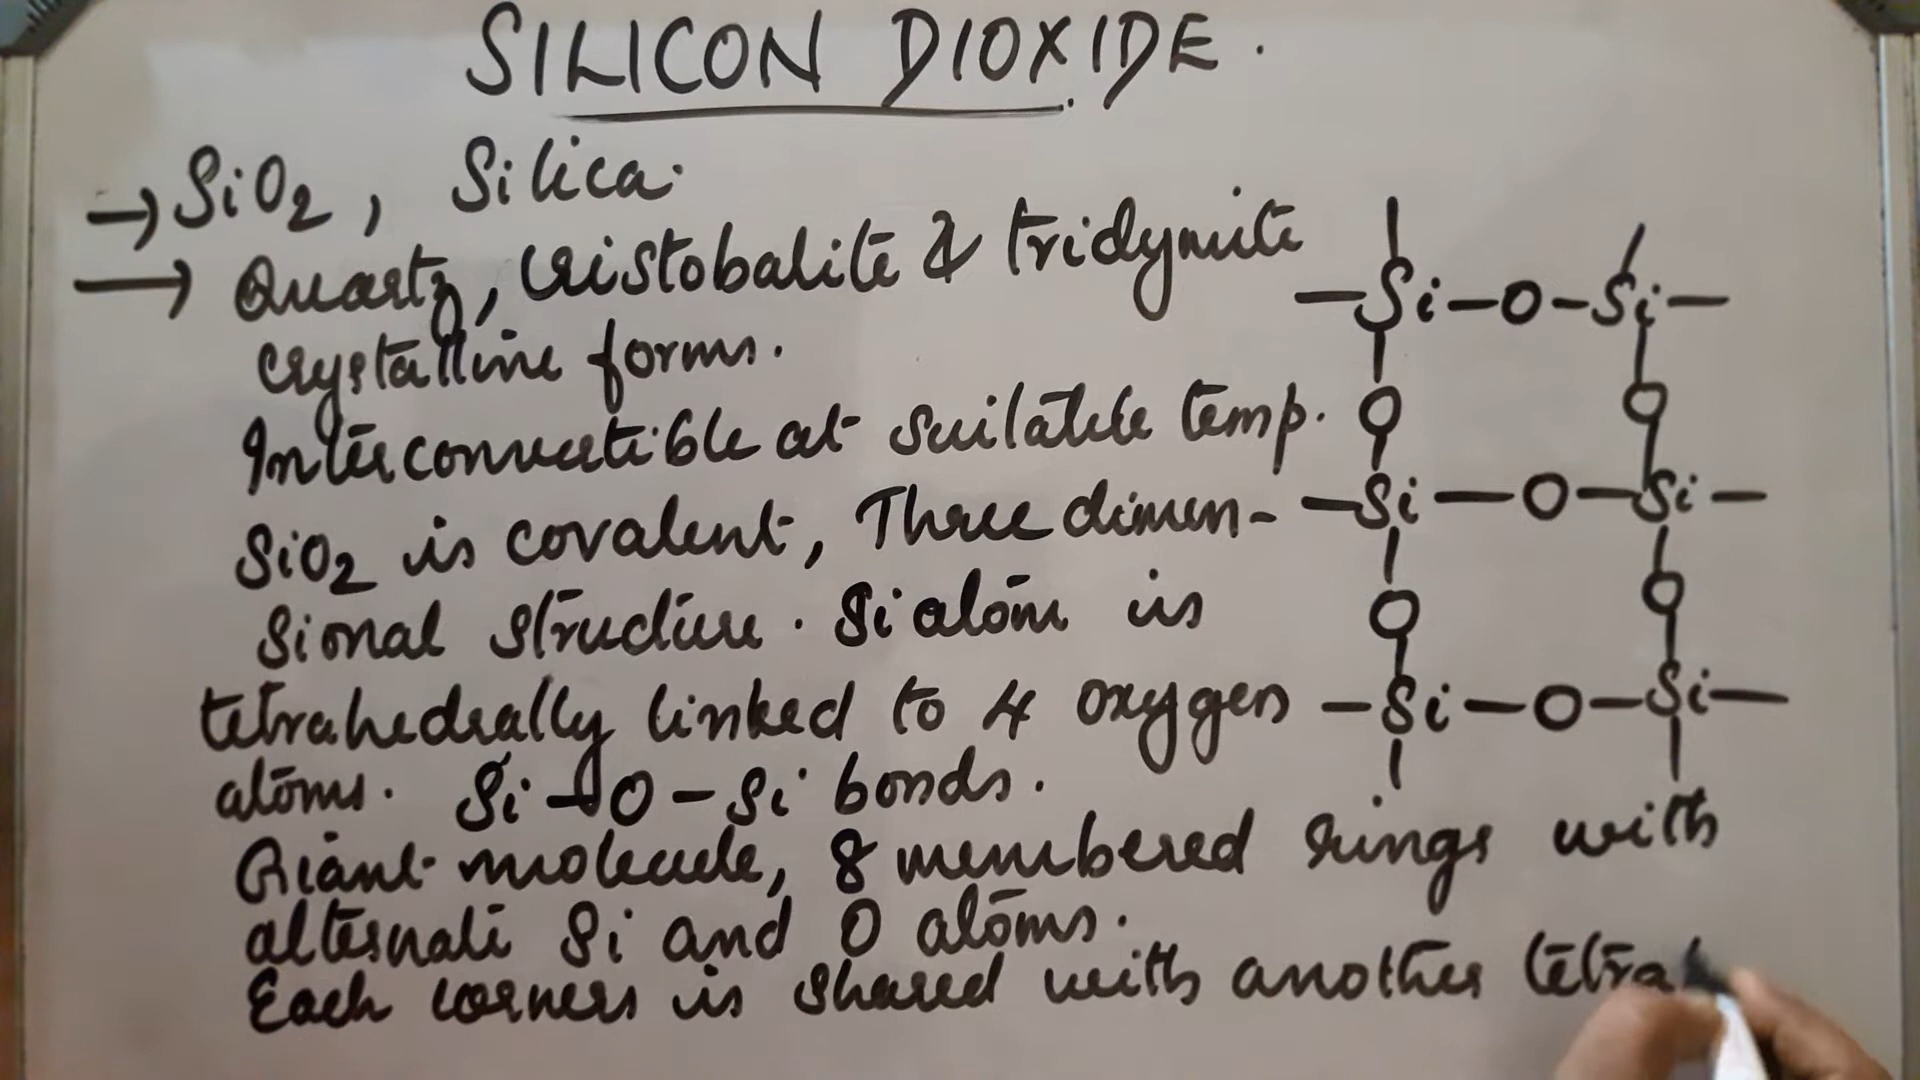 SILICON DIOXIDE.
→ SiO2, Silica.
→ Quartz, Cristobalite & tridymite
crystalline forms.
Interconvertible at suitable temp.
SiO2 is covalent, Three dimen-
sional structure. Si atom is
tetrahedrally linked to 4 oxygen
atoms. Si-O-Si bonds.
Giant molecule, 8 membered rings with
alternate Si and O atoms.
Each corners is shared with another tetrah
-Si-O-Si-
O O
-Si-O-Si-
O O
-Si-O-Si-